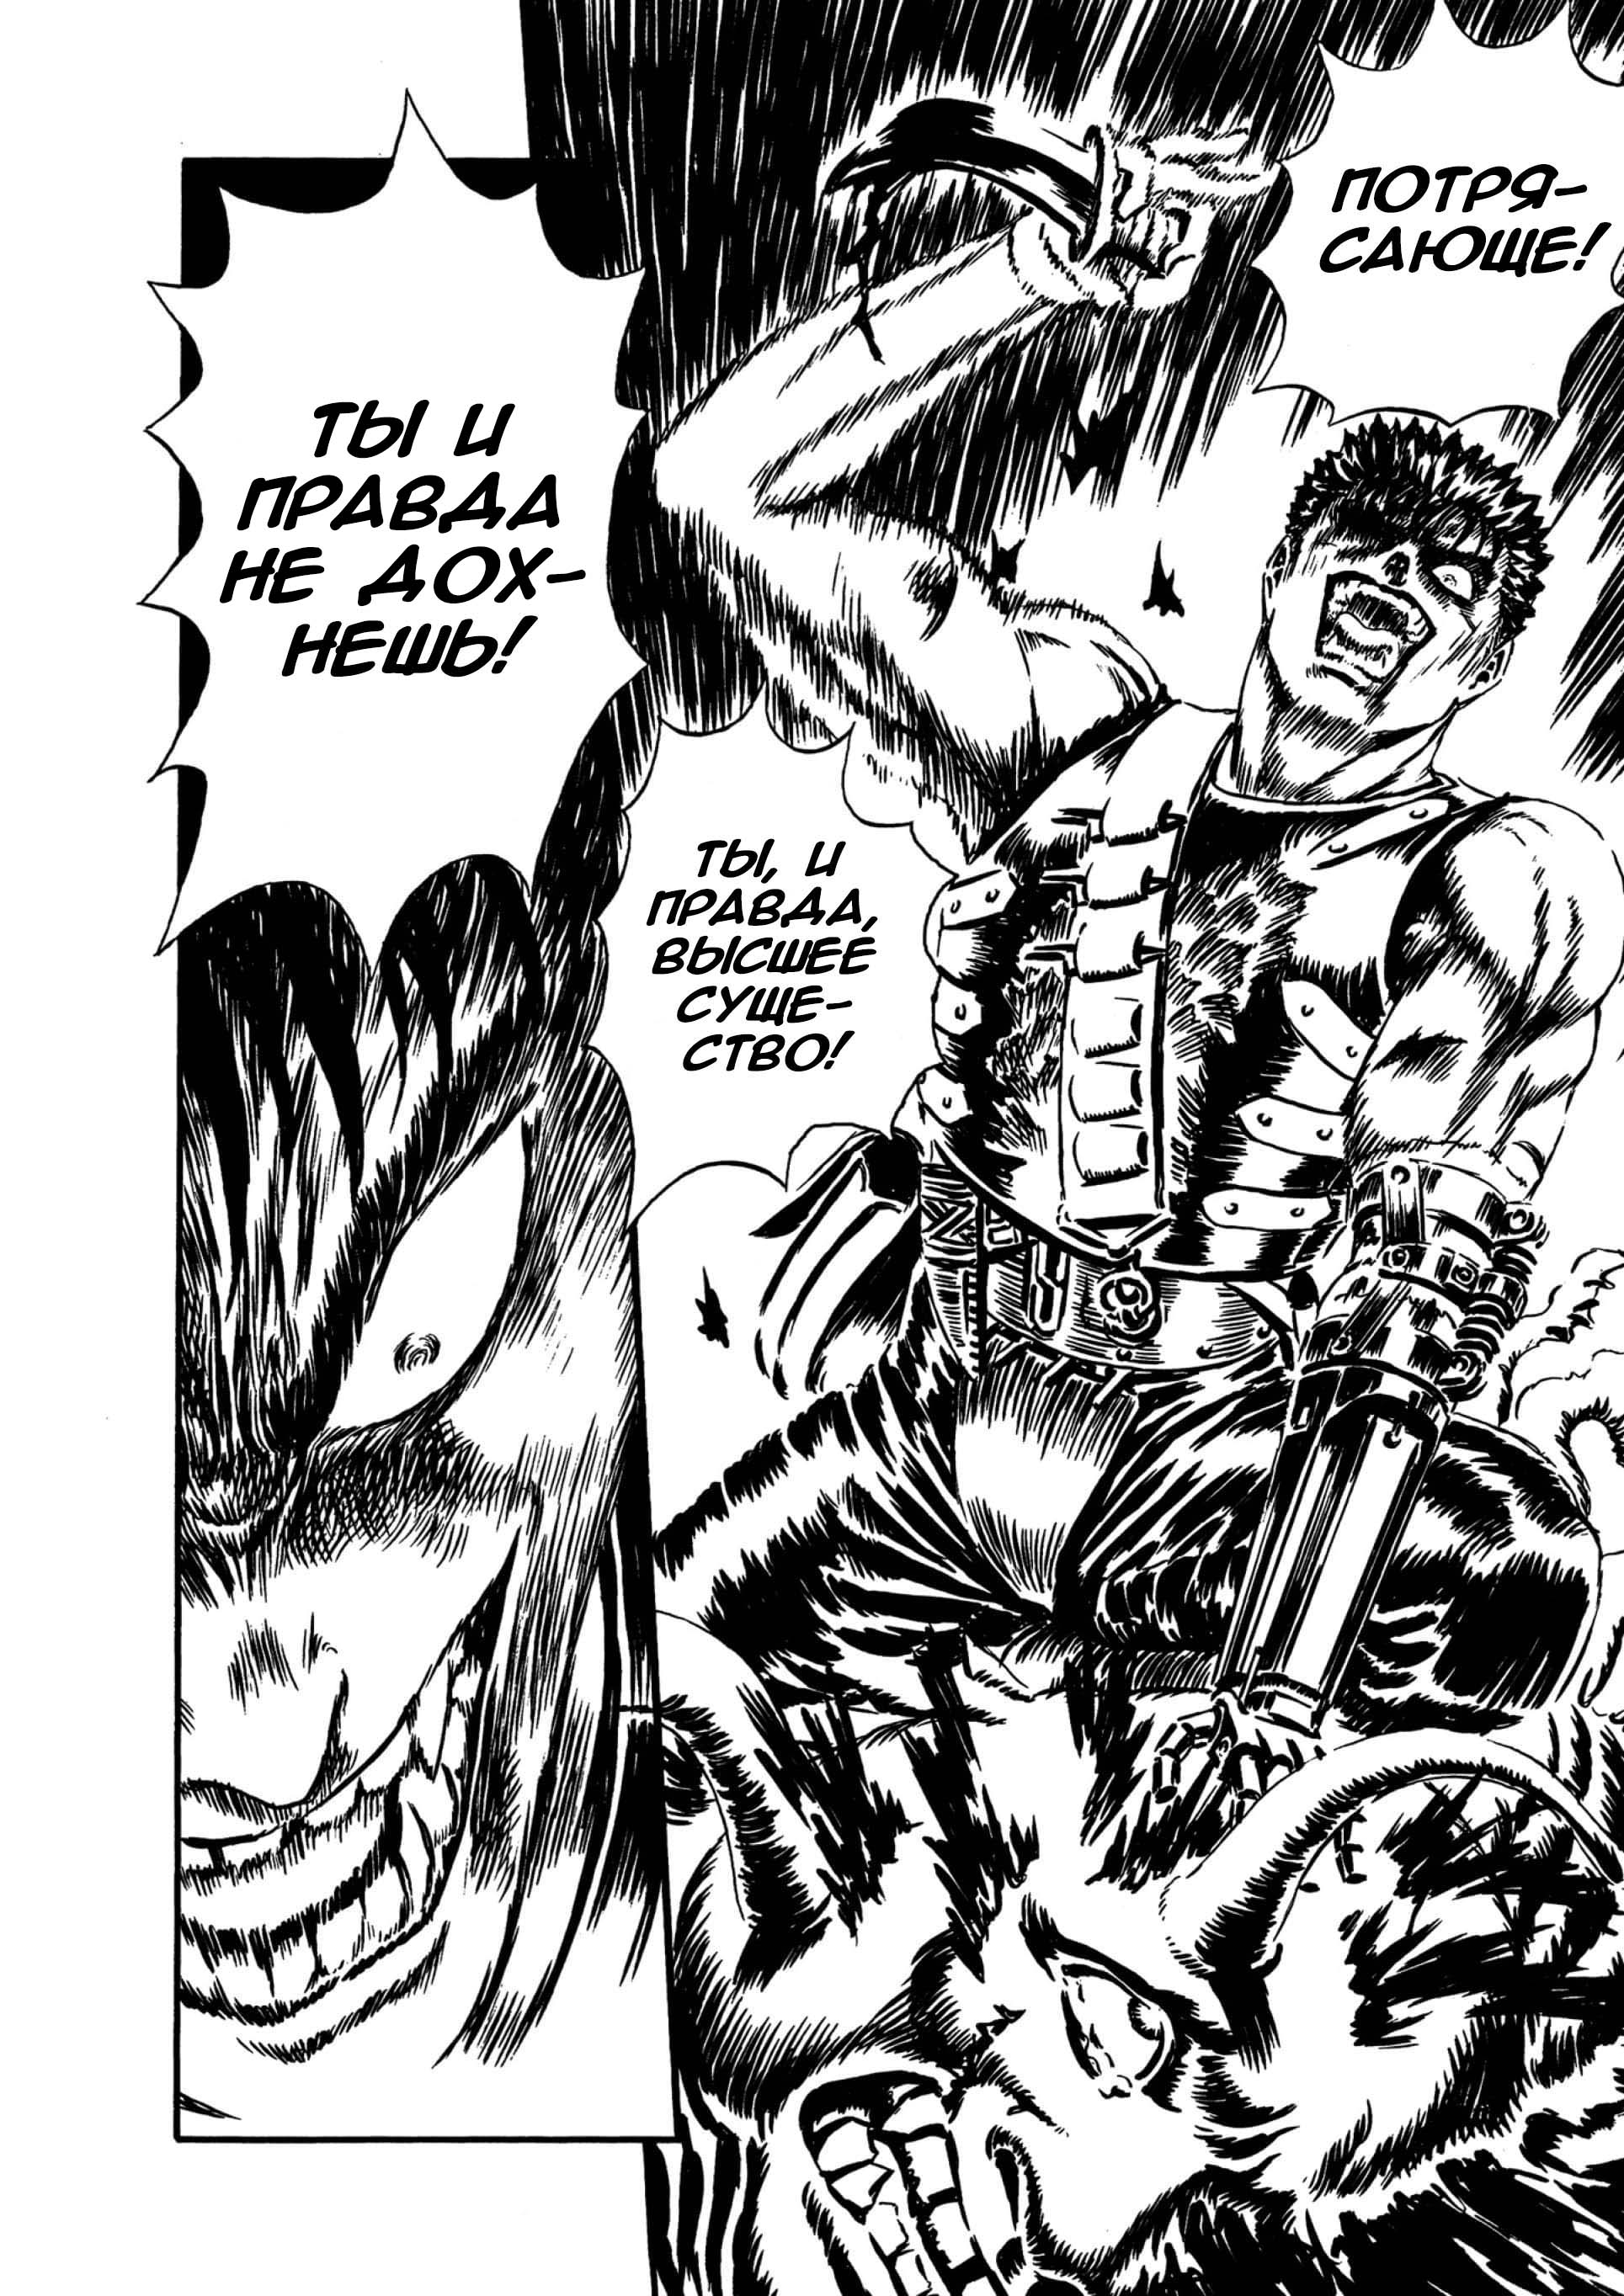 ПОТРЯ-
САЮЩЕ!
ТЫ, И
ПРАВДА,
ВЫСШЕЕ
СУЩЕ-
СТВО!
ТЫ И
ПРАВДА
НЕ ДОХ-
НЕШЬ!